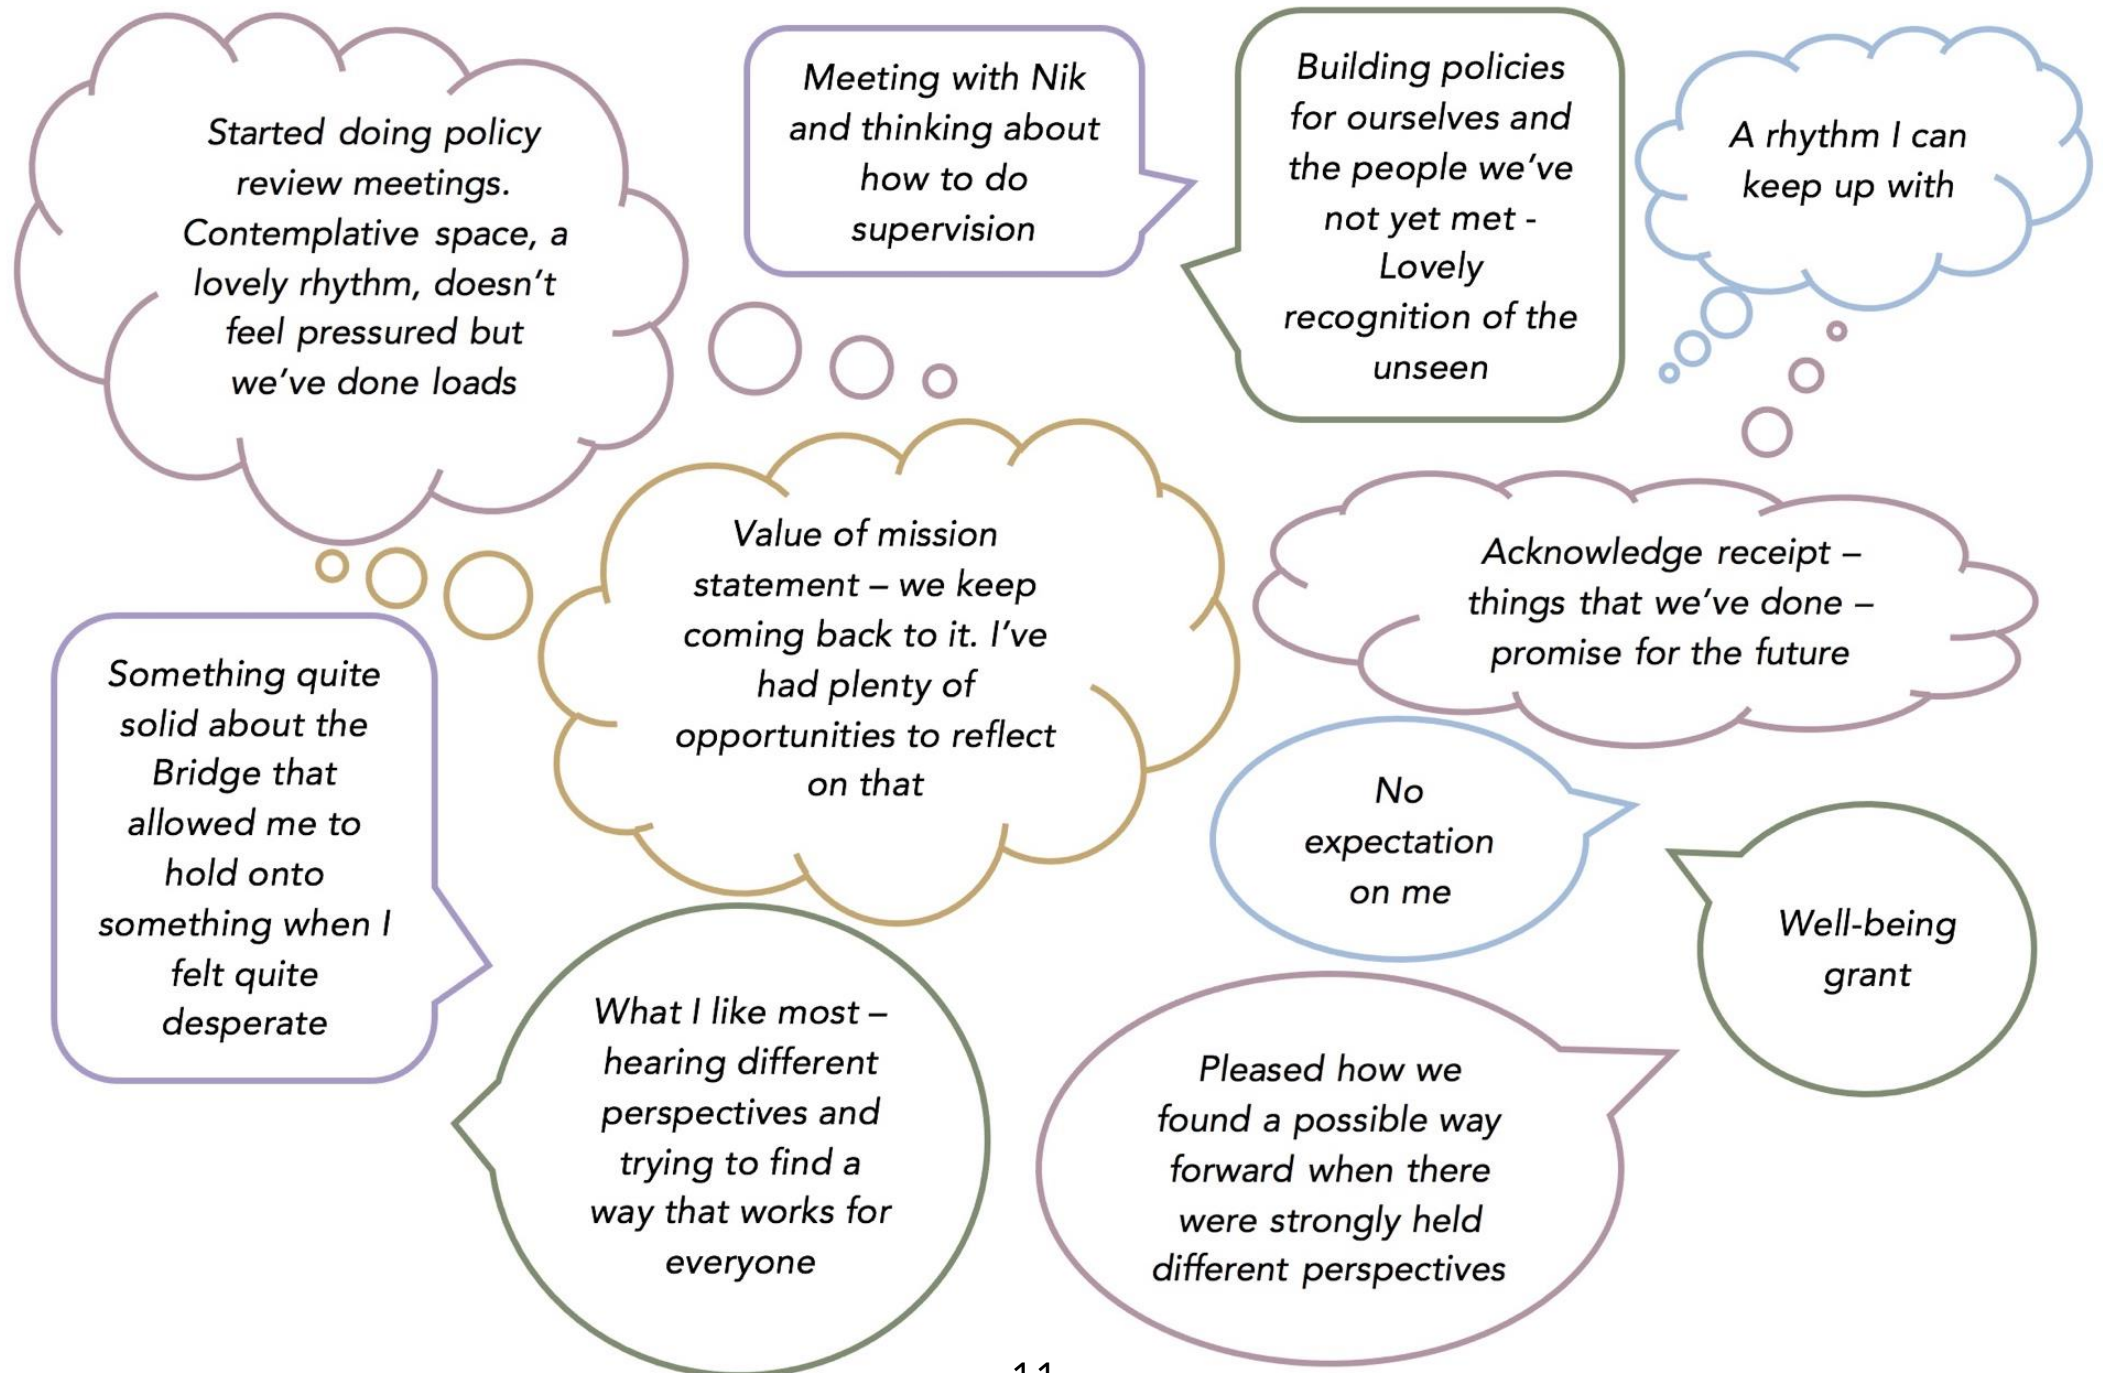 Started doing policy
review meetings.
Contemplative space, a
lovely rhythm, doesn't
feel pressured but
we've done loads
Meeting with Nik
and thinking about
how to do
supervision
Building policies
for ourselves and
the people we've
not yet met -
Lovely
recognition of the
unseen
A rhythm I can
keep up with
Value of mission
statement – we keep
coming back to it. I've
had plenty of
opportunities to reflect
on that
Acknowledge receipt –
things that we've done –
promise for the future
Something quite
solid about the
Bridge that
allowed me to
hold onto
something when I
felt quite
desperate
No
expectation
on me
Well-being
grant
What I like most –
hearing different
perspectives and
trying to find a
way that works for
everyone
Pleased how we
found a possible way
forward when there
were strongly held
different perspectives
11